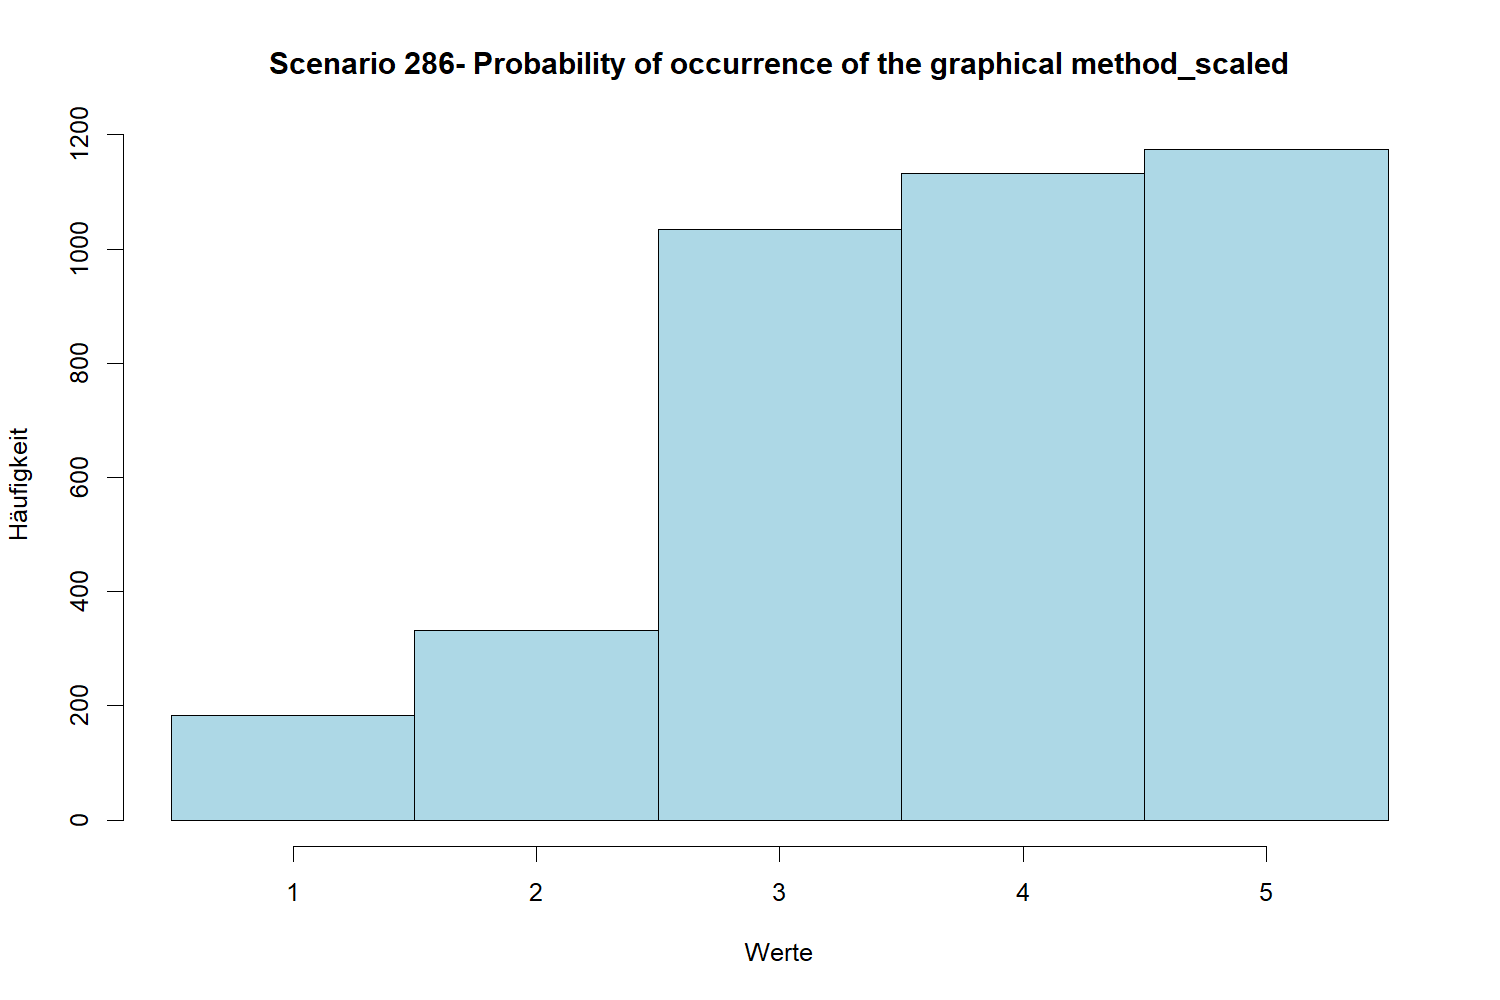 Scenario 286- Probability of occurrence of the graphical method_scaled
1200
1000
800
600
400
200
0
Häufigkeit
1 2 3 4 5
Werte